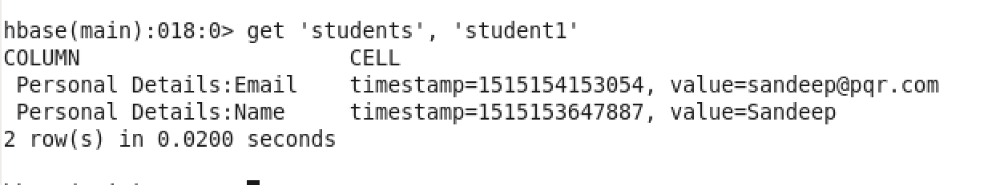 hbase(main):018:0> get 'students', 'student1'
COLUMN CELL
Personal Details:Email timestamp=1515154153054, value=sandeep@pqr.com
Personal Details:Name timestamp=1515153647887, value=Sandeep
2 row(s) in 0.0200 seconds